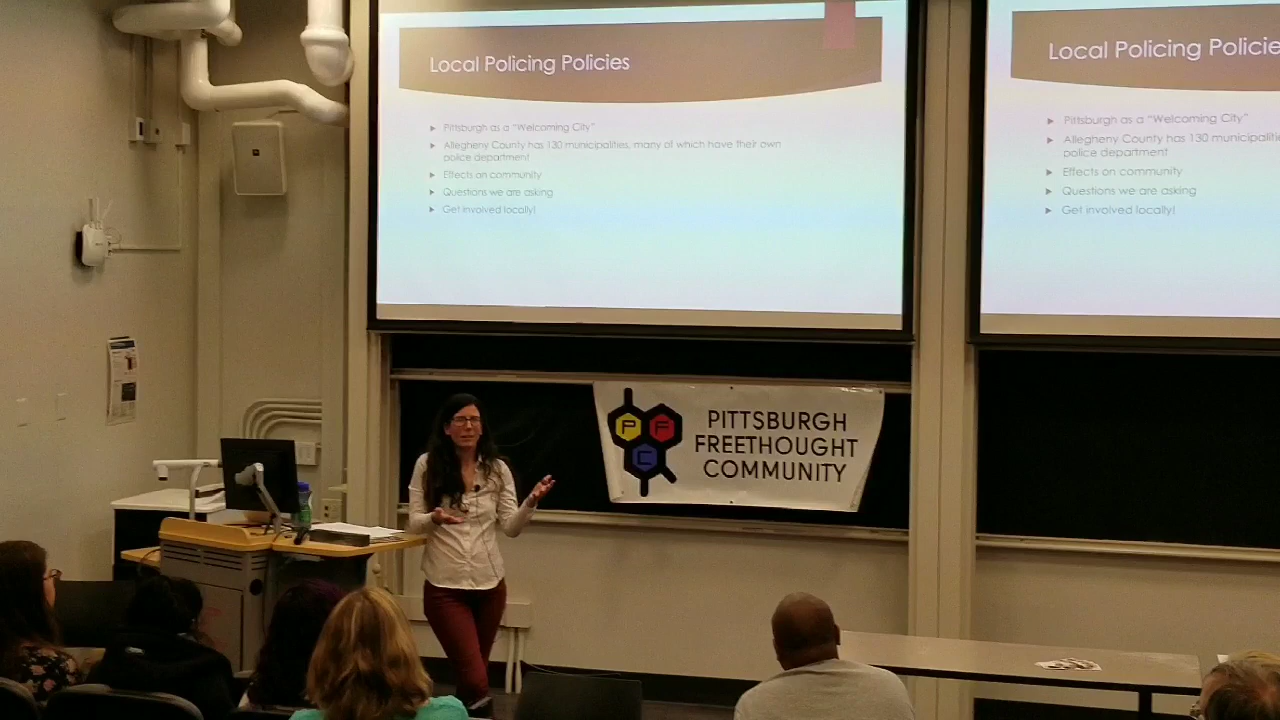 Local Policing Policies
Pittsburgh as a "Welcoming City"
Allegheny County has 130 municipalities, many of which have their own
police department
Effects on community
Questions we are asking
Get involved locally!
Local Policing Policie
Pittsburgh as a "Welcoming City"
Allegheny County has 130 municipalitie
police department
Effects on community
Questions we are asking
Get involved locally!
P F
C
PITTSBURGH
FREETHOUGHT
COMMUNITY